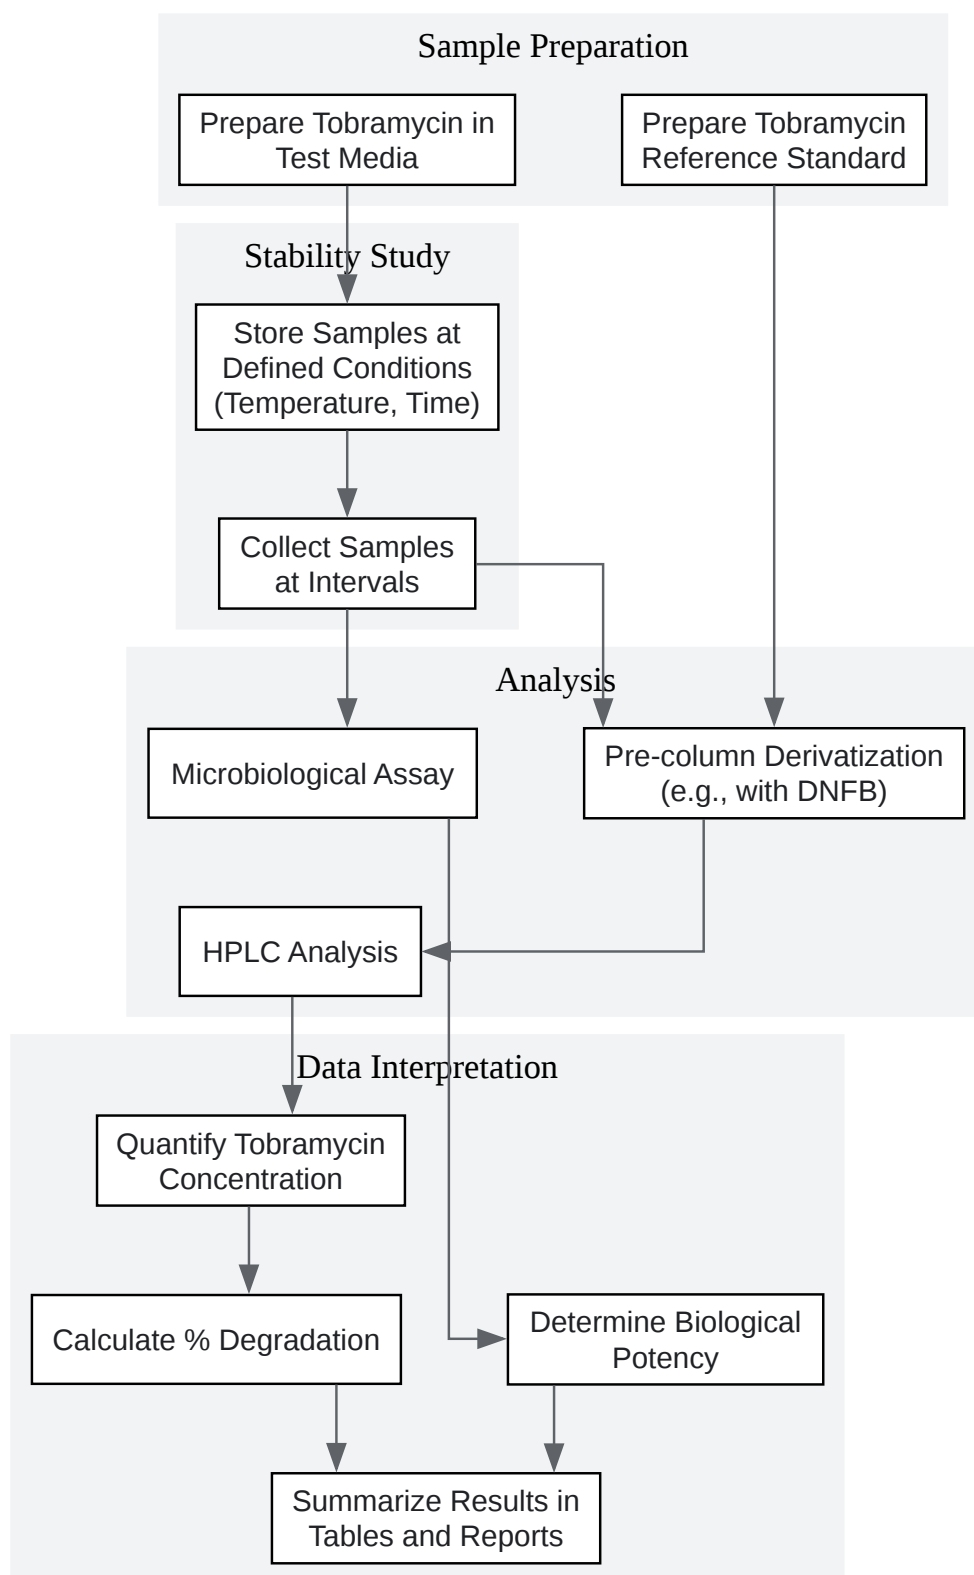 Sample Preparation
Prepare Tobramycin in
Test Media
Prepare Tobramycin
Reference Standard
Stability Study
Store Samples at
Defined Conditions
(Temperature, Time)
Collect Samples
at Intervals
Analysis
Microbiological Assay
Pre-column Derivatization
(e.g., with DNFB)
HPLC Analysis
Data Interpretation
Quantify Tobramycin
Concentration
Calculate % Degradation
Determine Biological
Potency
Summarize Results in
Tables and Reports